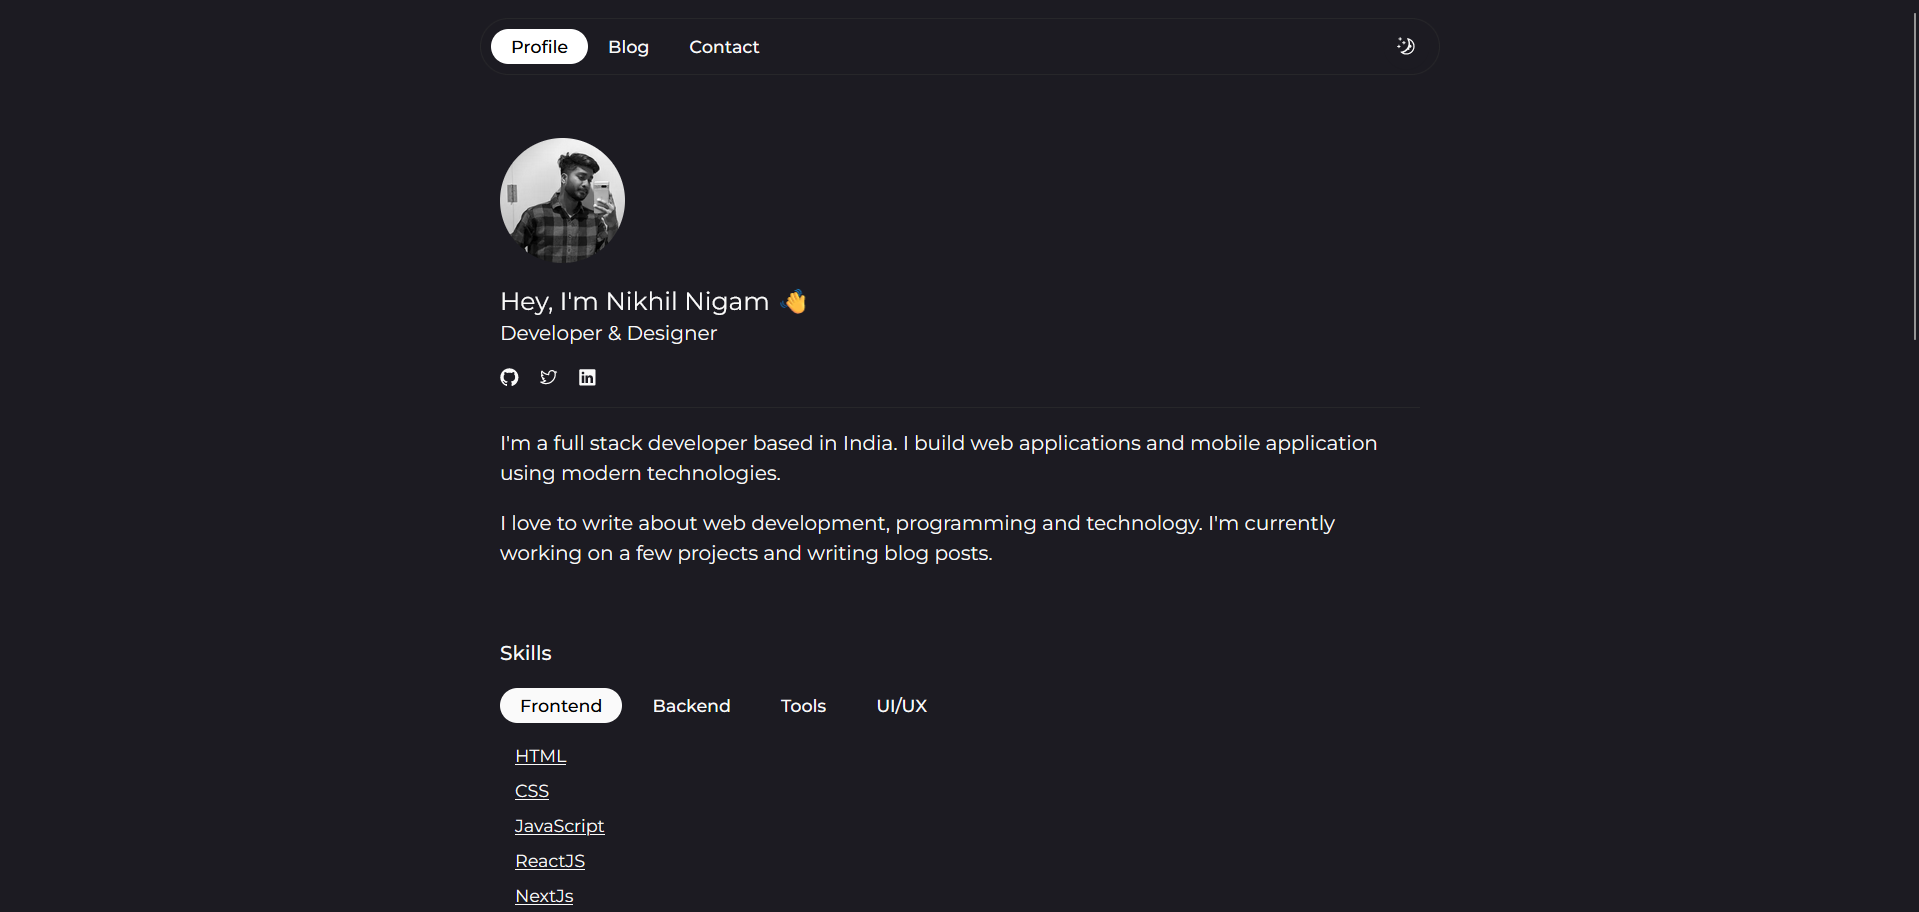 Profile Blog Contact
Hey, I'm Nikhil Nigam 👋
Developer & Designer
I'm a full stack developer based in India. I build web applications and mobile application
using modern technologies.
I love to write about web development, programming and technology. I'm currently
working on a few projects and writing blog posts.
Skills
Frontend Backend Tools UI/UX
HTML
CSS
JavaScript
ReactJS
NextJs